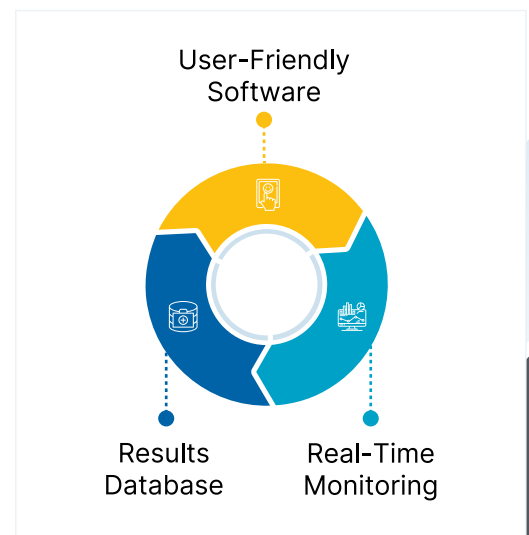 User-Friendly
Software
Results
Database
Real-Time
Monitoring